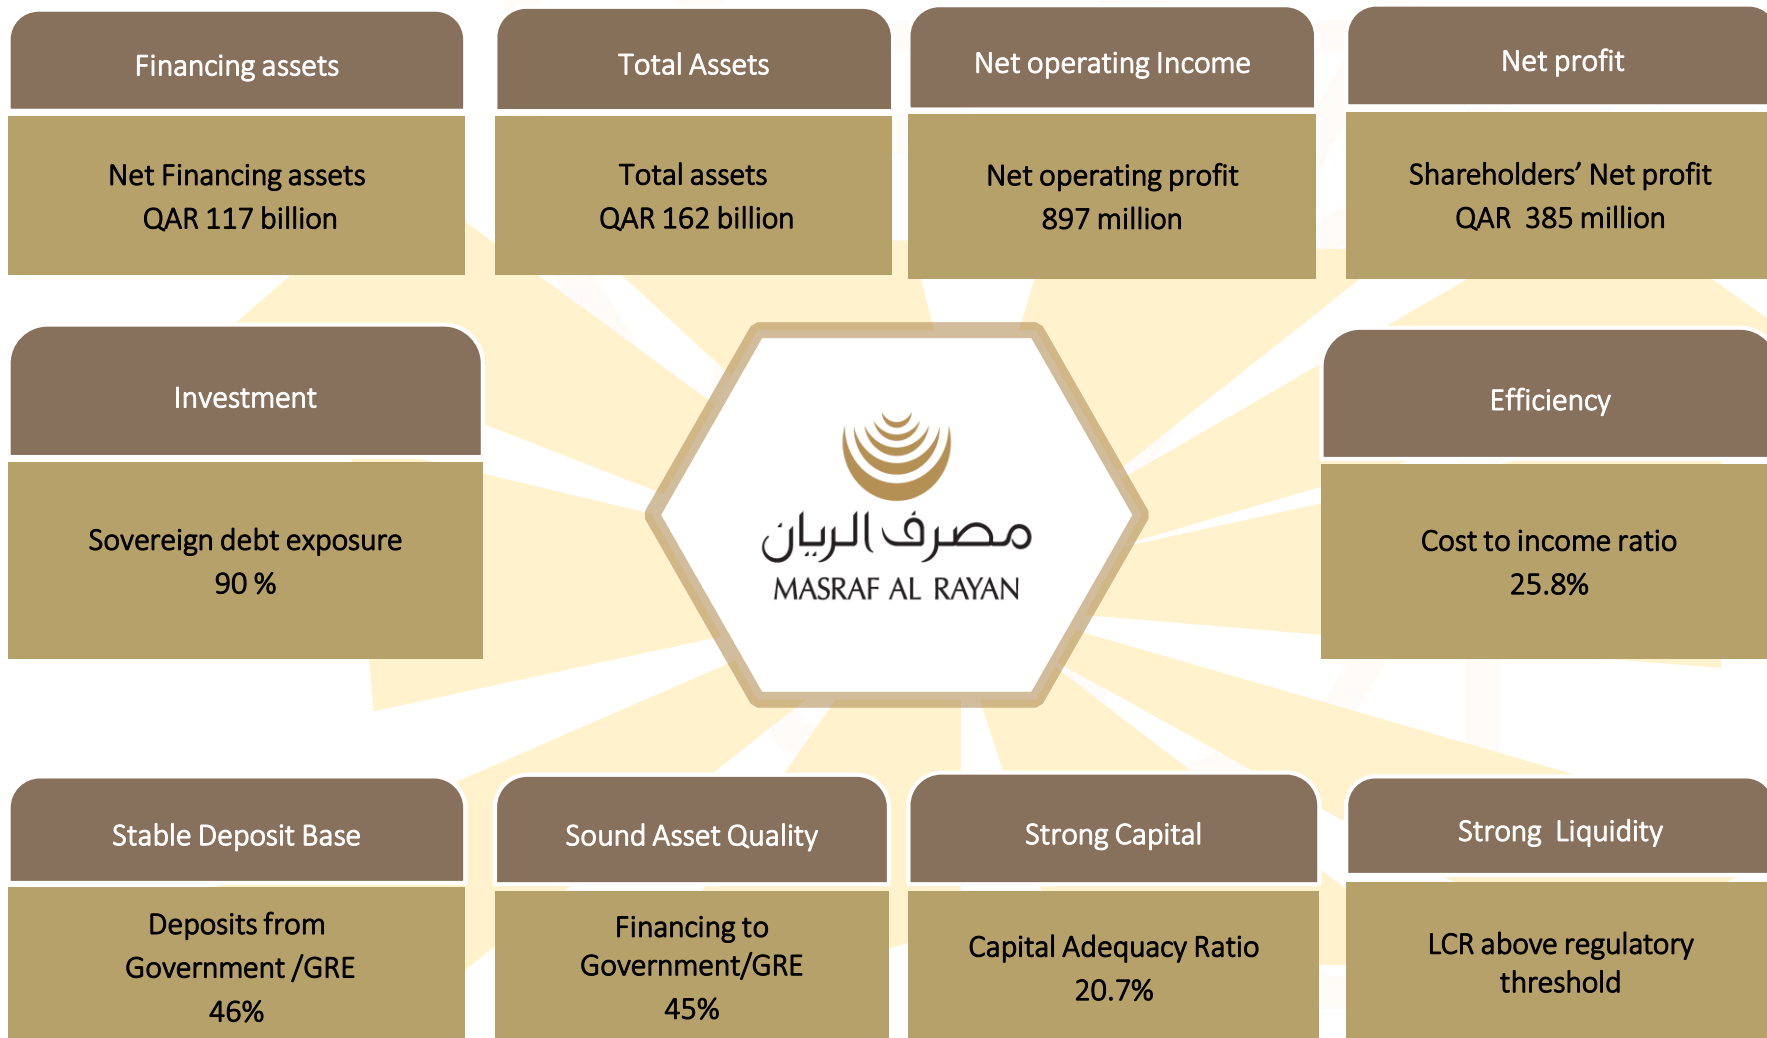 Financing assets
Net Financing assets
QAR 117 billion
Total Assets
Total assets
QAR 162 billion
Net operating Income
Net operating profit
897 million
Net profit
Shareholders’ Net profit
QAR 385 million
Investment
Sovereign debt exposure
90 %
مصرف الريان
MASRAF AL RAYAN
Efficiency
Cost to income ratio
25.8%
Stable Deposit Base
Deposits from
Government /GRE
46%
Sound Asset Quality
Financing to
Government/GRE
45%
Strong Capital
Capital Adequacy Ratio
20.7%
Strong Liquidity
LCR above regulatory
threshold